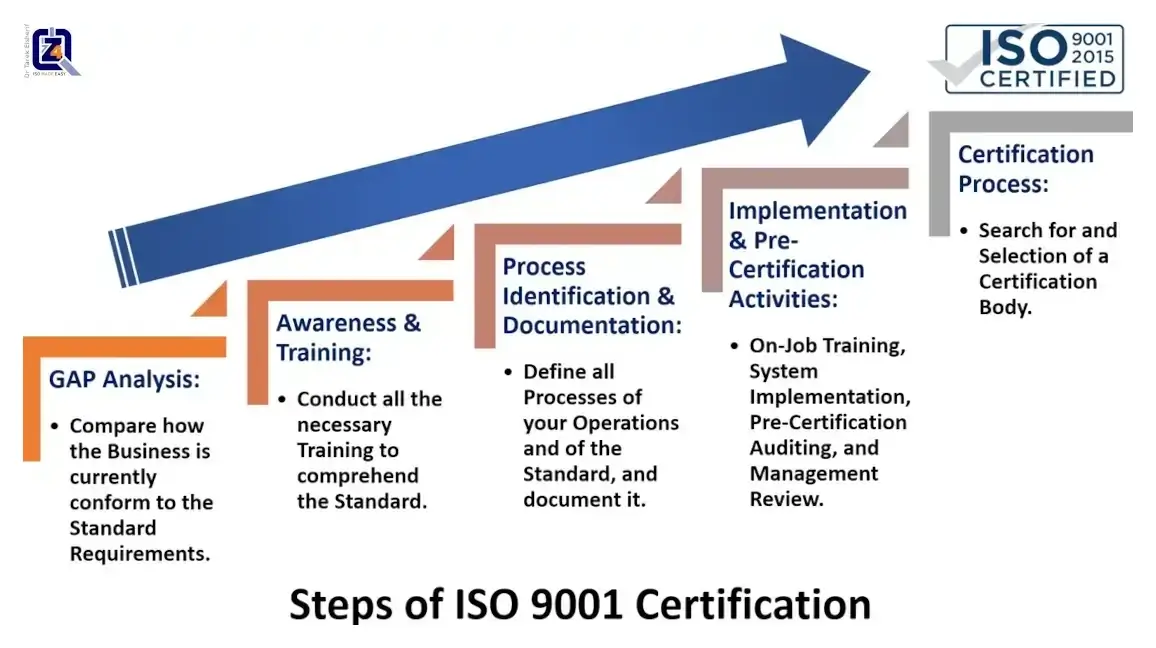 Dr Tarek Elsherif
Z4
ISO MADE EASY
ISO 9001
2015
CERTIFIED
GAP Analysis:
• Compare how
the Business is
currently
conform to the
Standard
Requirements.
Awareness &
Training:
• Conduct all the
necessary
Training to
comprehend
the Standard.
Process
Identification &
Documentation:
• Define all
Processes of
your Operations
and of the
Standard, and
document it.
Implementation
& Pre-
Certification
Activities:
• On-Job Training,
System
Implementation,
Pre-Certification
Auditing, and
Management
Review.
Certification
Process:
• Search for and
Selection of a
Certification
Body.
Steps of ISO 9001 Certification